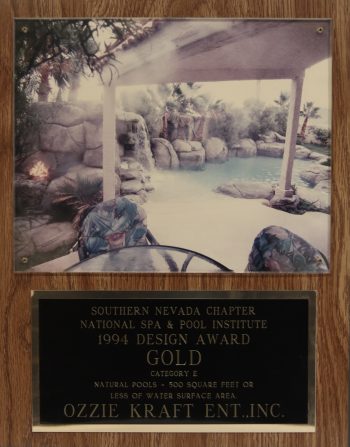 SOUTHERN NEVADA CHAPTER
NATIONAL SPA & POOL INSTITUTE
1994 DESIGN AWARD
GOLD
CATEGORY E
NATURAL POOLS - 500 SQUARE FEET OR
LESS OF WATER SURFACE AREA.
OZZIE KRAFT ENT.,INC.